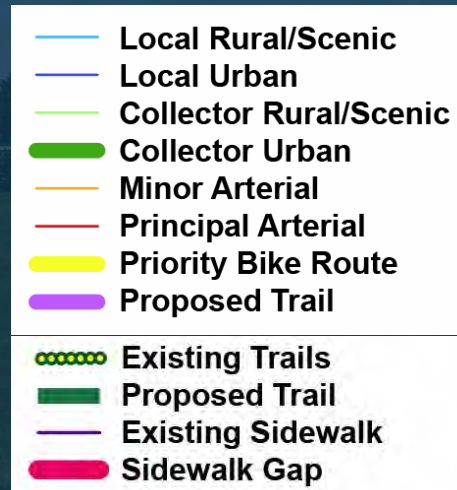 Local Rural/Scenic
Local Urban
Collector Rural/Scenic
Collector Urban
Minor Arterial
Principal Arterial
Priority Bike Route
Proposed Trail
Existing Trails
Proposed Trail
Existing Sidewalk
Sidewalk Gap